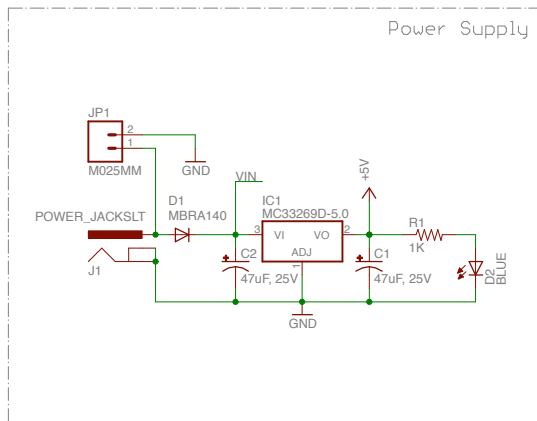 Power Supply
JP1
2
1
M025MM
GND
VIN
+5V
D1
MBRA140
IC1
MC33269D-5.0
POWER_JACKSLT
3
VI
VO
2
R1
1K
ADJ
J1
1
C2
47uF, 25V
C1
47uF, 25V
D2
BLUE
GND